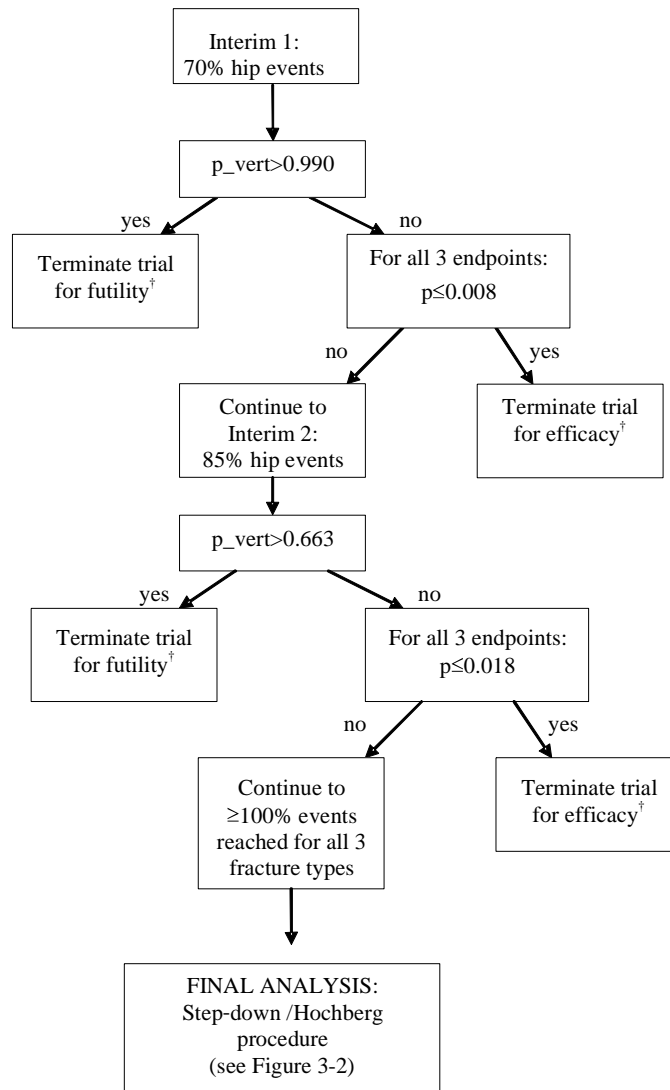 Interim 1:
70% hip events
p_vert>0.990
yes
no
Terminate trial
for futility†
For all 3 endpoints:
p≤0.008
no
yes
Continue to
Interim 2:
85% hip events
Terminate trial
for efficacy†
p_vert>0.663
yes
no
Terminate trial
for futility†
For all 3 endpoints:
p≤0.018
no
yes
Continue to
≥100% events
reached for all 3
fracture types
Terminate trial
for efficacy†
FINAL ANALYSIS:
Step-down /Hochberg
procedure
(see Figure 3-2)